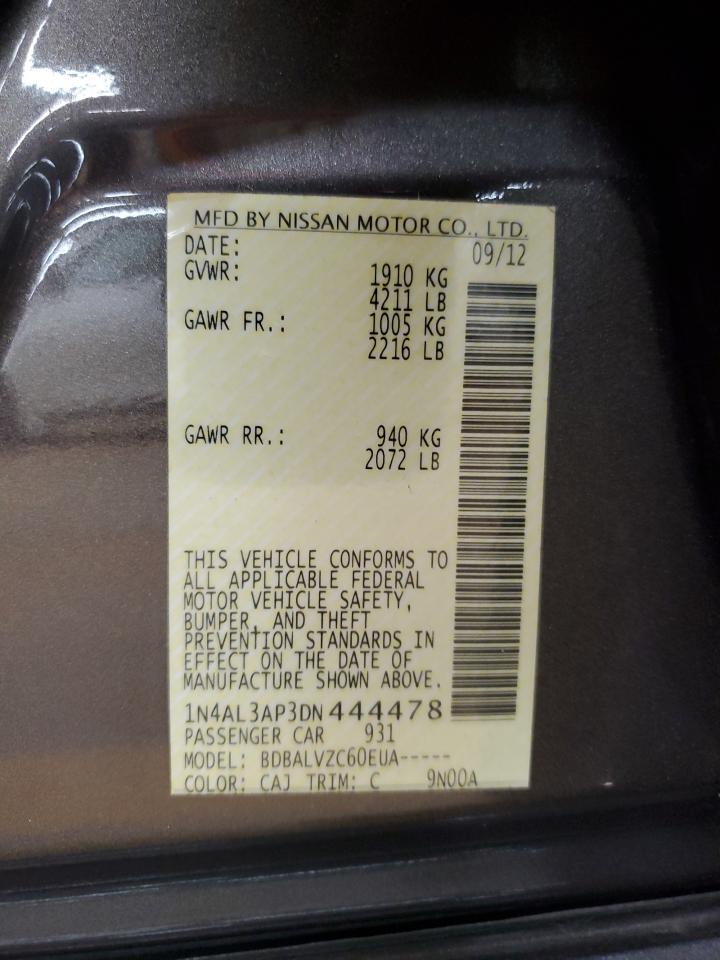 MFD BY NISSAN MOTOR CO., LTD.
DATE: 09/12
GVWR: 1910 KG
4211 LB
GAWR FR.: 1005 KG
2216 LB
GAWR RR.: 940 KG
2072 LB
THIS VEHICLE CONFORMS TO
ALL APPLICABLE FEDERAL
MOTOR VEHICLE SAFETY,
BUMPER, AND THEFT
PREVENTION STANDARDS IN
EFFECT ON THE DATE OF
MANUFACTURE SHOWN ABOVE.
1N4AL3AP3DN444478
PASSENGER CAR 931
MODEL: BDBALVZC60EUA-----
COLOR: CAJ TRIM: C 9N00A